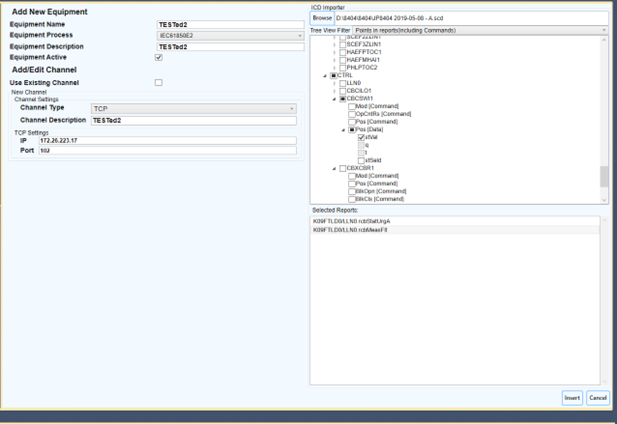 Add New Equipment
Equipment Name TESTed2
Equipment Process IEC61850E2
Equipment Description TESTed2
Equipment Active
Add/Edit Channel
Use Existing Channel
New Channel
Channel Settings
Channel Type TCP
Channel Description TESTed2
TCP Settings
IP 172.26.223.17
Port 102
ICD Importer
Browse D:\8404\8404\UP8404 2019-05-08 - A.scd
Tree View Filter Points in reports(Including Commands)
SCEF2ZLIN1
SCEF3ZLIN1
HAEFPTOC1
HAEFMHAI1
PHLPTOC2
CTRL
LLN0
CBCILO1
CBCSWI1
Mod [Command]
OpCntRs [Command]
Pos [Command]
Pos [Data]
stVal
q
t
stSeld
CBXCBR1
Mod [Command]
Pos [Command]
BlkOpn [Command]
BlkCls [Command]
Selected Reports:
K09FTLD0/LLN0.rcbStatUrgA
K09FTLD0/LLN0.rcbMeasFlt
Insert Cancel